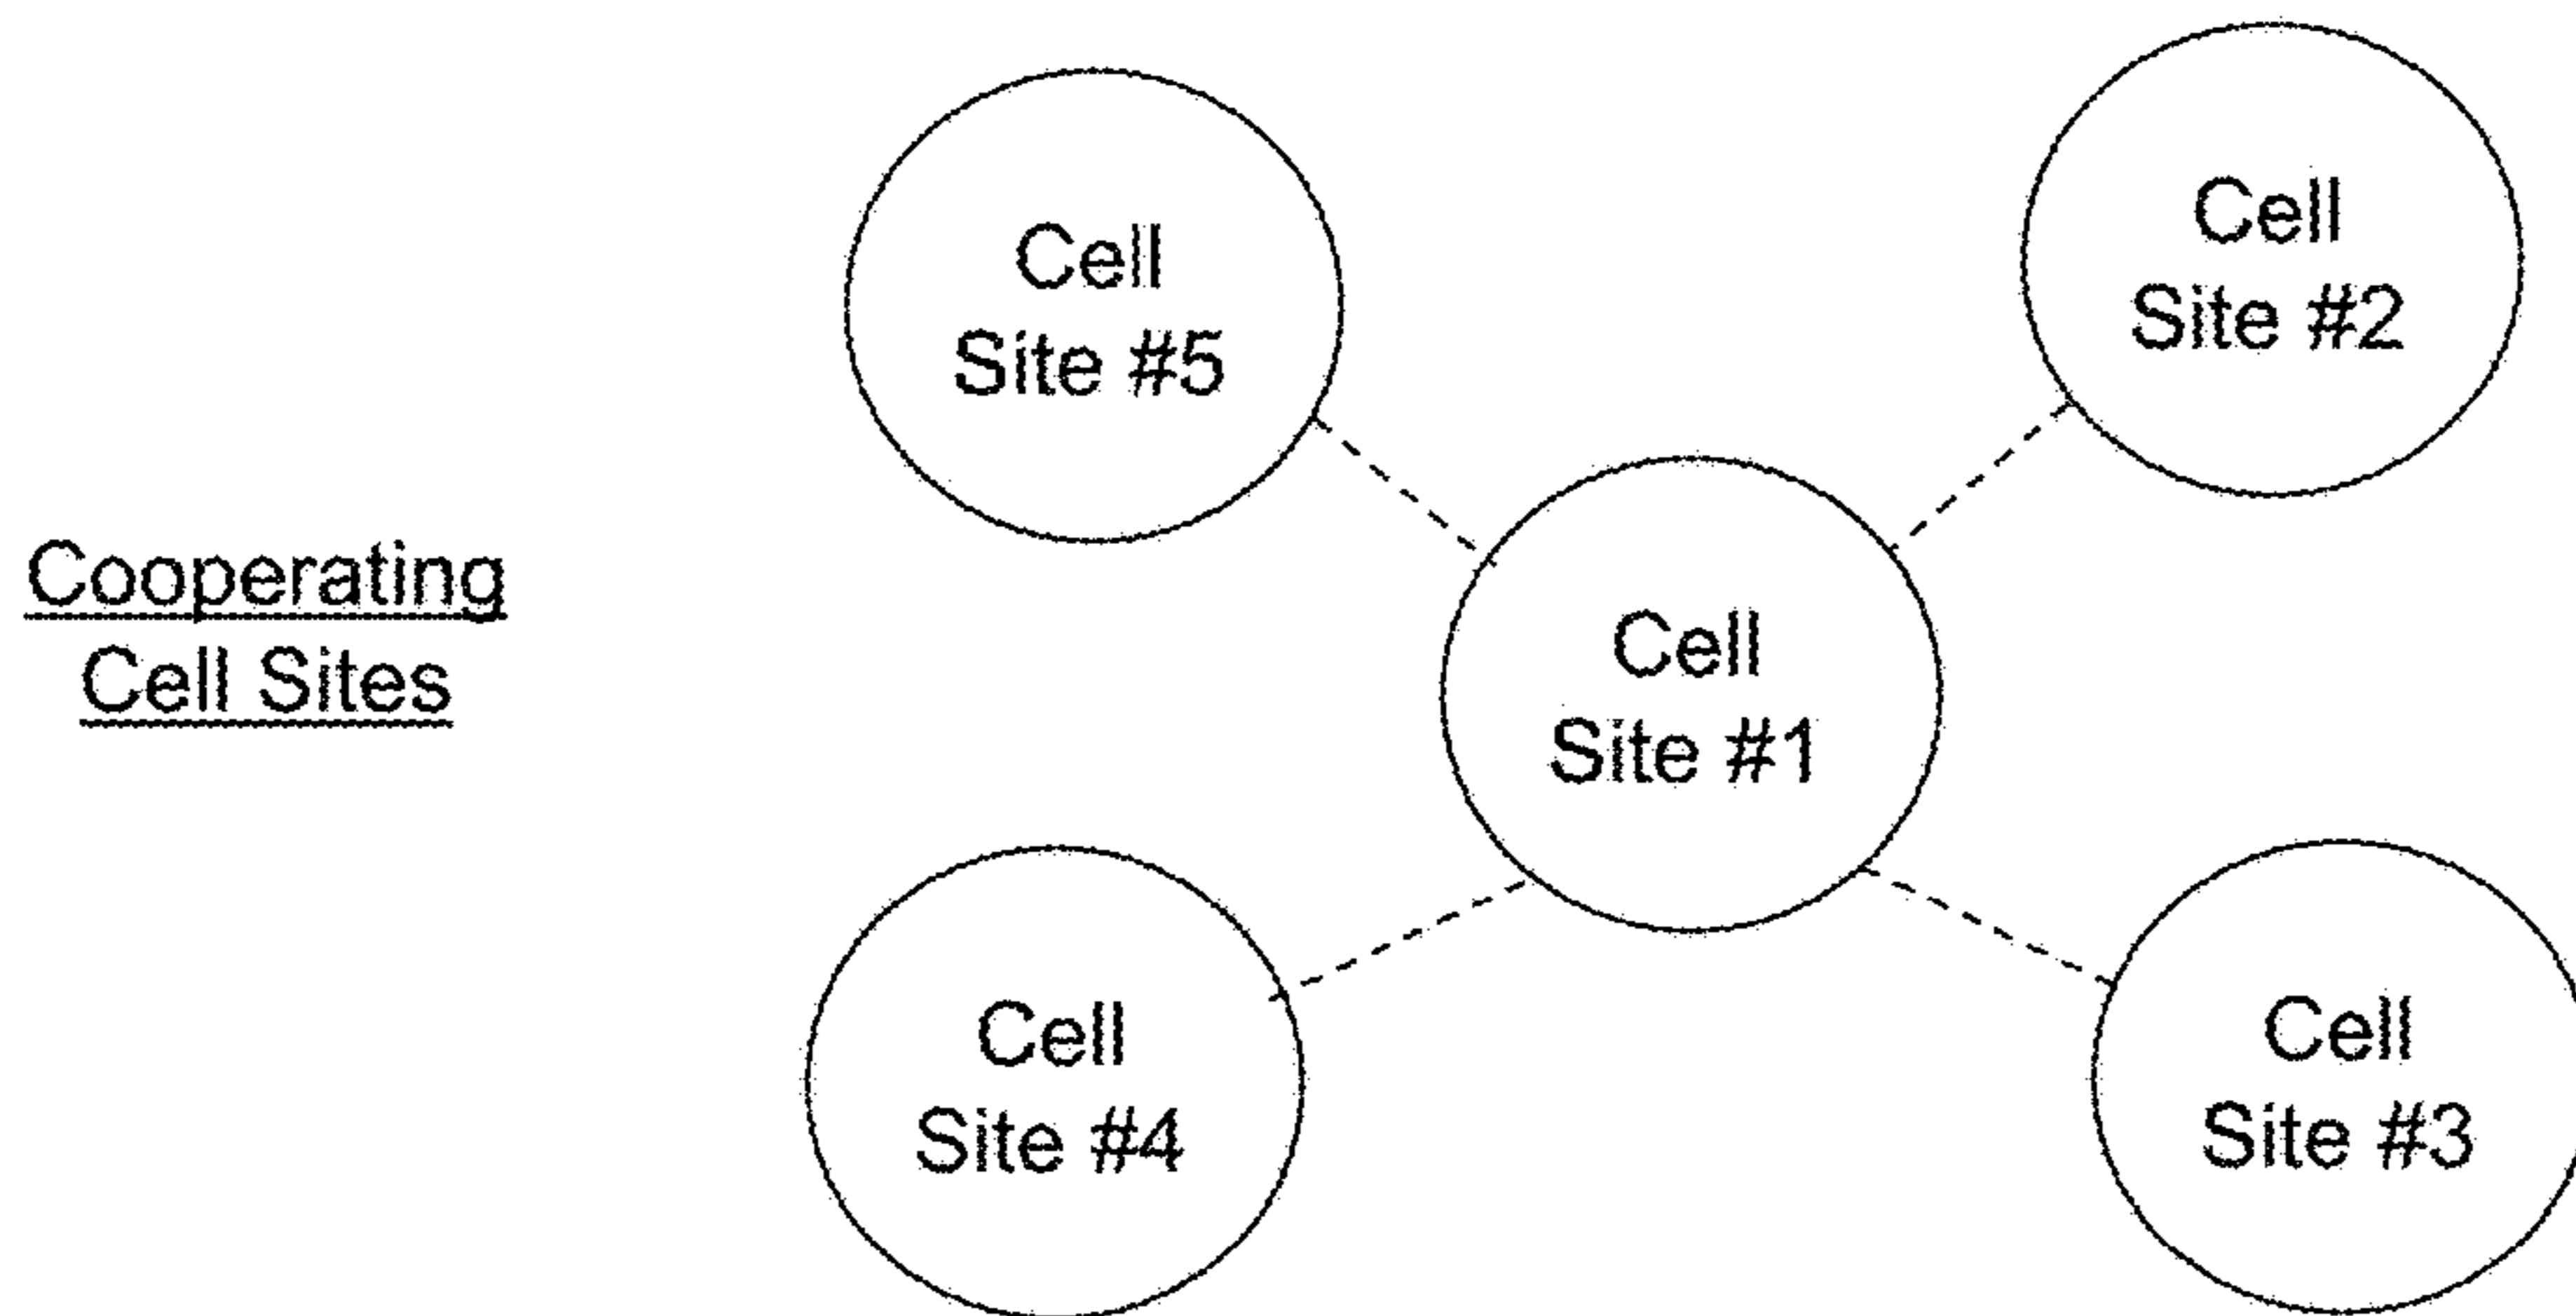 Cooperating
Cell Sites
Cell
Site #5
Cell
Site #2
Cell
Site #1
Cell
Site #4
Cell
Site #3